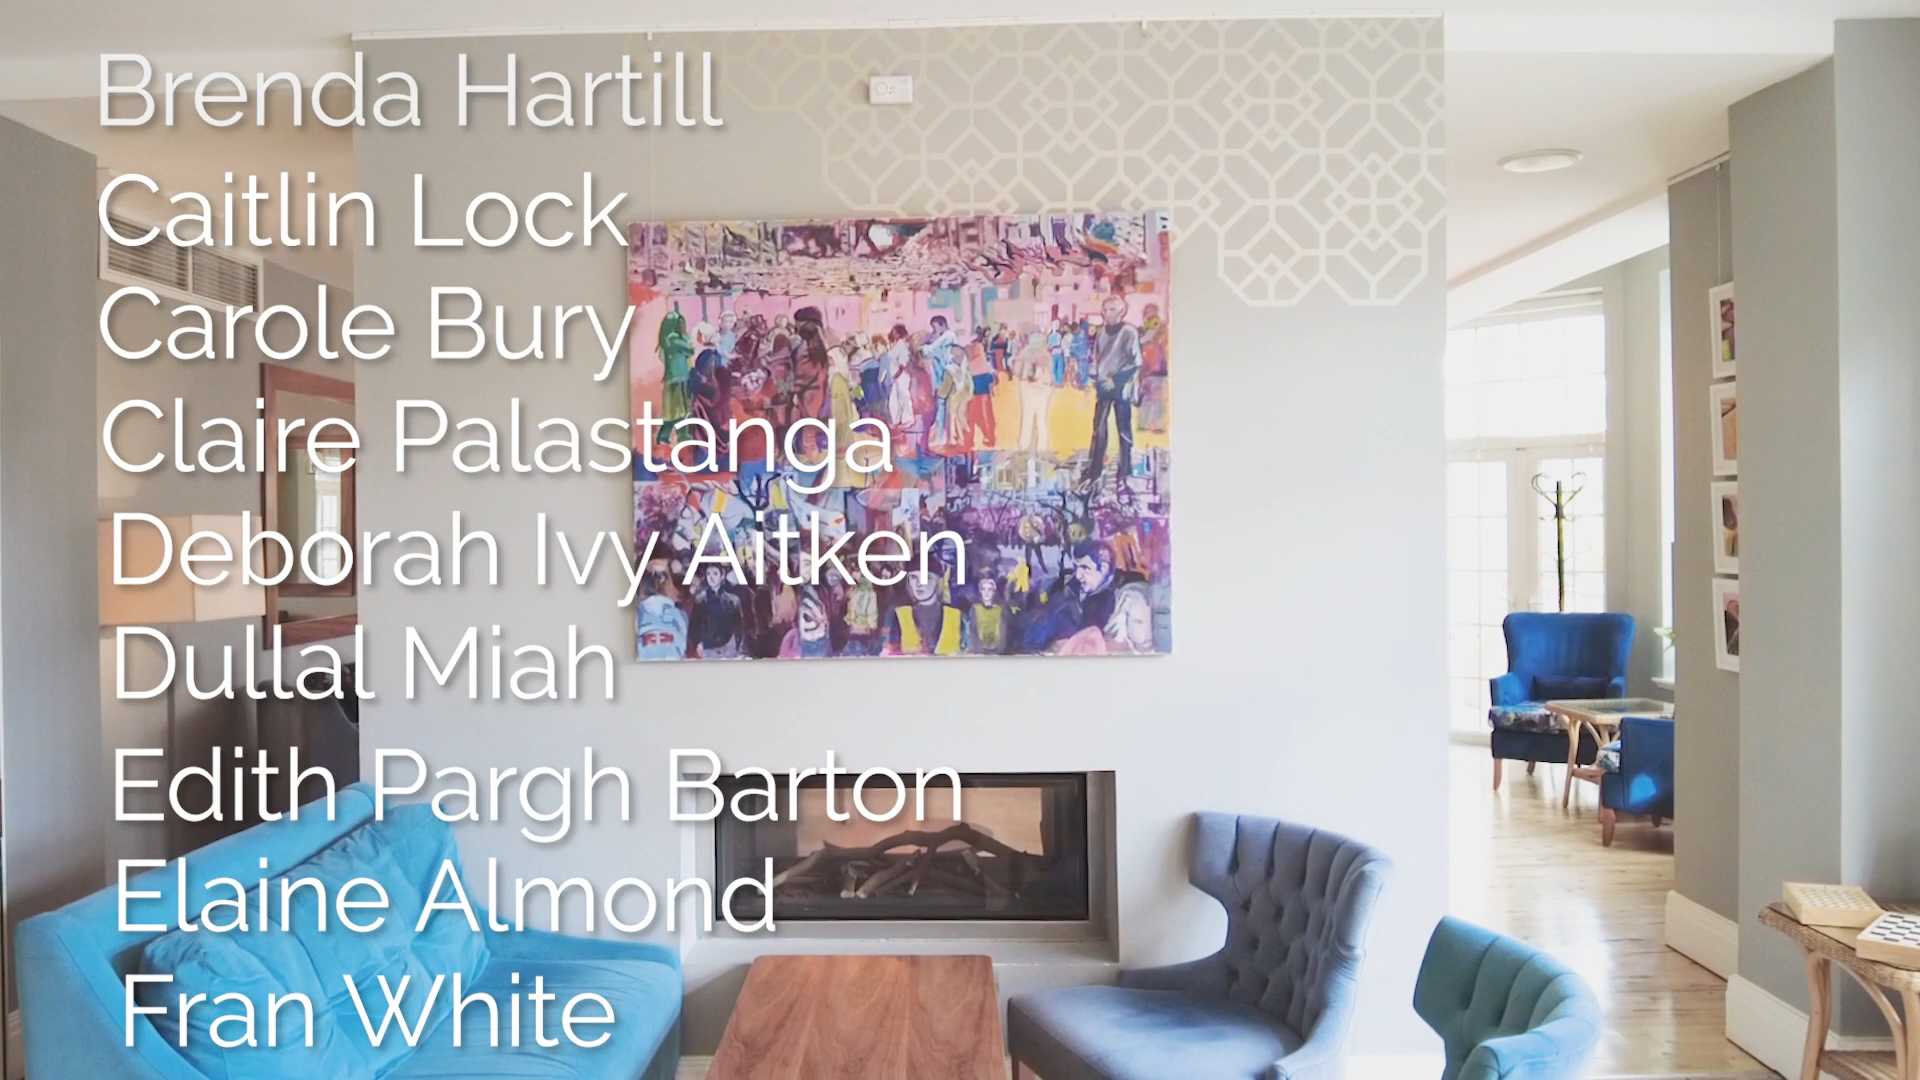 Brenda Hartill
Caitlin Lock
Carole Bury
Claire Palastanga
Deborah Ivy Aitken
Dullal Miah
Edith Pargh Barton
Elaine Almond
Fran White